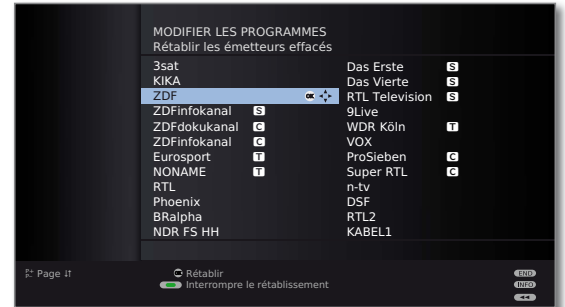 MODIFIER LES PROGRAMMES
Rétablir les émetteurs effacés
3sat
KIKA
ZDF OK
ZDFinfokanal S
ZDFdokukanal C
ZDFinfokanal C
Eurosport T
NONAME T
RTL
Phoenix
BRalpha
NDR FS HH
Das Erste S
Das Vierte S
RTL Television S
9Live
WDR Köln T
VOX
ProSieben C
Super RTL C
n-tv
DSF
RTL2
KABEL1
P+ P- Page
OK Rétablir
Interrompre le rétablissement
END
INFO